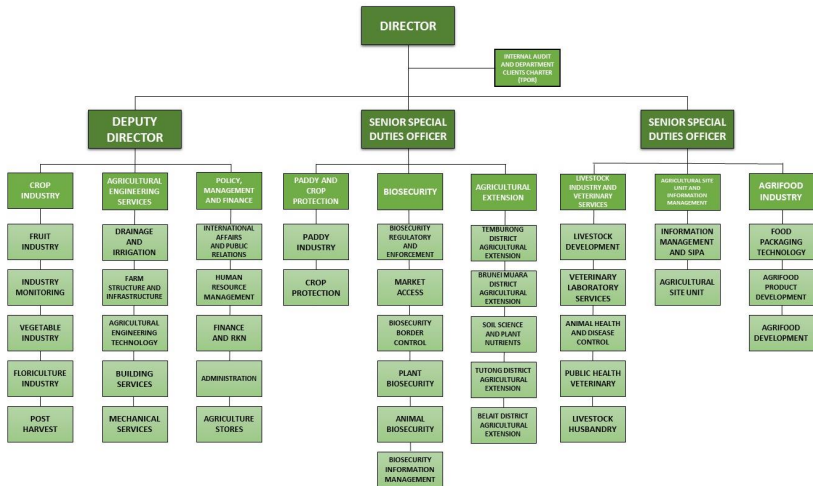 DIRECTOR
INTERNAL AUDIT
AND DEPARTMENT
CLIENTS CHARTER
(TPOR)
DEPUTY
DIRECTOR
SENIOR SPECIAL
DUTIES OFFICER
SENIOR SPECIAL
DUTIES OFFICER
CROP
INDUSTRY
AGRICULTURAL
ENGINEERING
SERVICES
POLICY,
MANAGEMENT
AND FINANCE
PADDY AND
CROP
PROTECTION
BIOSECURITY
AGRICULTURAL
EXTENSION
LIVESTOCK
INDUSTRY AND
VETERINARY
SERVICES
AGRICULTURAL SITE
UNIT AND INFORMATION
MANAGEMENT
AGRIFOOD
INDUSTRY
FRUIT
INDUSTRY
INDUSTRY
MONITORING
VEGETABLE
INDUSTRY
FLORICULTURE
INDUSTRY
POST
HARVEST
DRAINAGE
AND
IRRIGATION
FARM
STRUCTURE AND
INFRASTRUCTURE
AGRICULTURAL
ENGINEERING
TECHNOLOGY
BUILDING
SERVICES
MECHANICAL
SERVICES
INTERNATIONAL
AFFAIRS
AND PUBLIC
RELATIONS
HUMAN
RESOURCE
MANAGEMENT
FINANCE
AND RKN
ADMINISTRATION
AGRICULTURE
STORES
PADDY
INDUSTRY
CROP
PROTECTION
BIOSECURITY
REGULATORY
AND
ENFORCEMENT
MARKET
ACCESS
BIOSECURITY
BORDER
CONTROL
PLANT
BIOSECURITY
ANIMAL
BIOSECURITY
BIOSECURITY
INFORMATION
MANAGEMENT
TEMBURONG
DISTRICT
AGRICULTURAL
EXTENSION
BRUNEI MUARA
DISTRICT
AGRICULTURAL
EXTENSION
SOIL SCIENCE
AND PLANT
NUTRIENTS
TUTONG DISTRICT
AGRICULTURAL
EXTENSION
BELAIT DISTRICT
AGRICULTURAL
EXTENSION
LIVESTOCK
DEVELOPMENT
VETERINARY
LABORATORY
SERVICES
ANIMAL HEALTH
AND DISEASE
CONTROL
PUBLIC HEALTH
VETERINARY
LIVESTOCK
HUSBANDRY
INFORMATION
MANAGEMENT
AND SIPA
AGRICULTURAL
SITE UNIT
FOOD
PACKAGING
TECHNOLOGY
AGRIFOOD
PRODUCT
DEVELOPMENT
AGRIFOOD
DEVELOPMENT